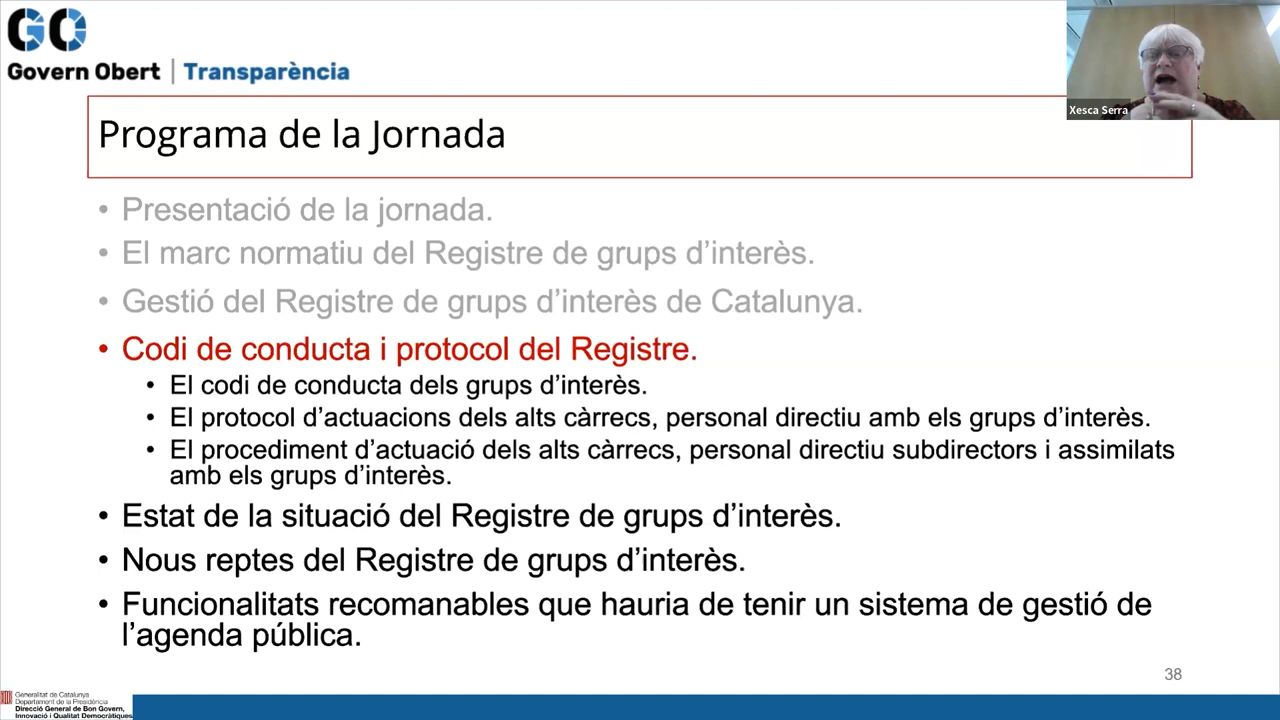 GO
Govern Obert | Transparència
Xesca Serra
Programa de la Jornada
• Presentació de la jornada.
• El marc normatiu del Registre de grups d’interès.
• Gestió del Registre de grups d’interès de Catalunya.
• Codi de conducta i protocol del Registre.
• El codi de conducta dels grups d’interès.
• El protocol d’actuacions dels alts càrrecs, personal directiu amb els grups d’interès.
• El procediment d’actuació dels alts càrrecs, personal directiu subdirectors i assimilats
amb els grups d’interès.
• Estat de la situació del Registre de grups d’interès.
• Nous reptes del Registre de grups d’interès.
• Funcionalitats recomanables que hauria de tenir un sistema de gestió de
l’agenda pública.
38
Generalitat de Catalunya
Departament de la Presidència
Direcció General de Bon Govern,
Innovació i Qualitat Democràtiques